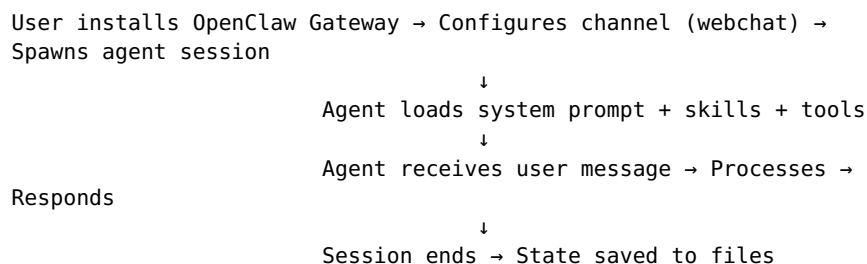 User installs OpenClaw Gateway → Configures channel (webchat) →
Spawns agent session
↓
Agent loads system prompt + skills + tools
↓
Agent receives user message → Processes →
Responds
↓
Session ends → State saved to files